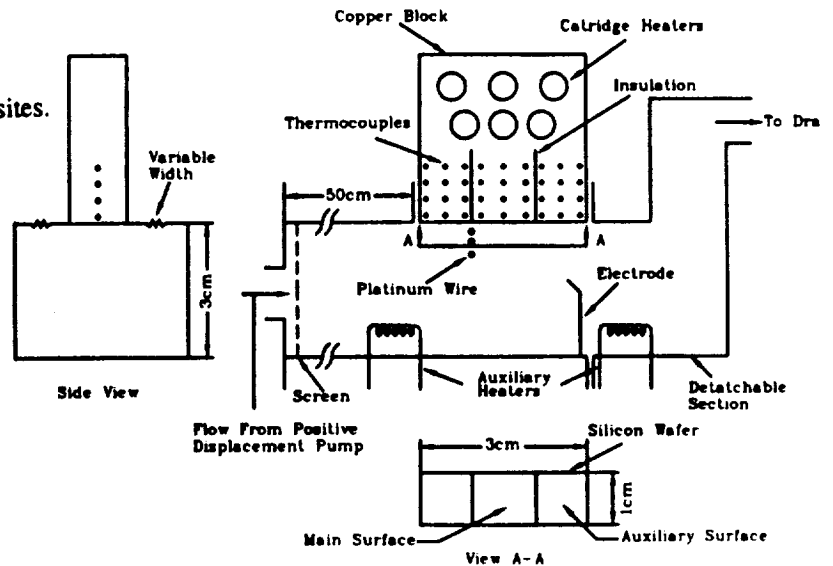 sites.
Copper Block
Catridge Heaters
Insulation
Thermocouples
To Dra
Variable
Width
50cm
A
A
3cm
Platinum Wire
Electrode
Side View
Screen
Auxiliary
Heaters
Detatchable
Section
Flow From Positive
Displacement Pump
3cm
Silicon Wafer
1cm
Main Surface
Auxiliary Surface
View A-A